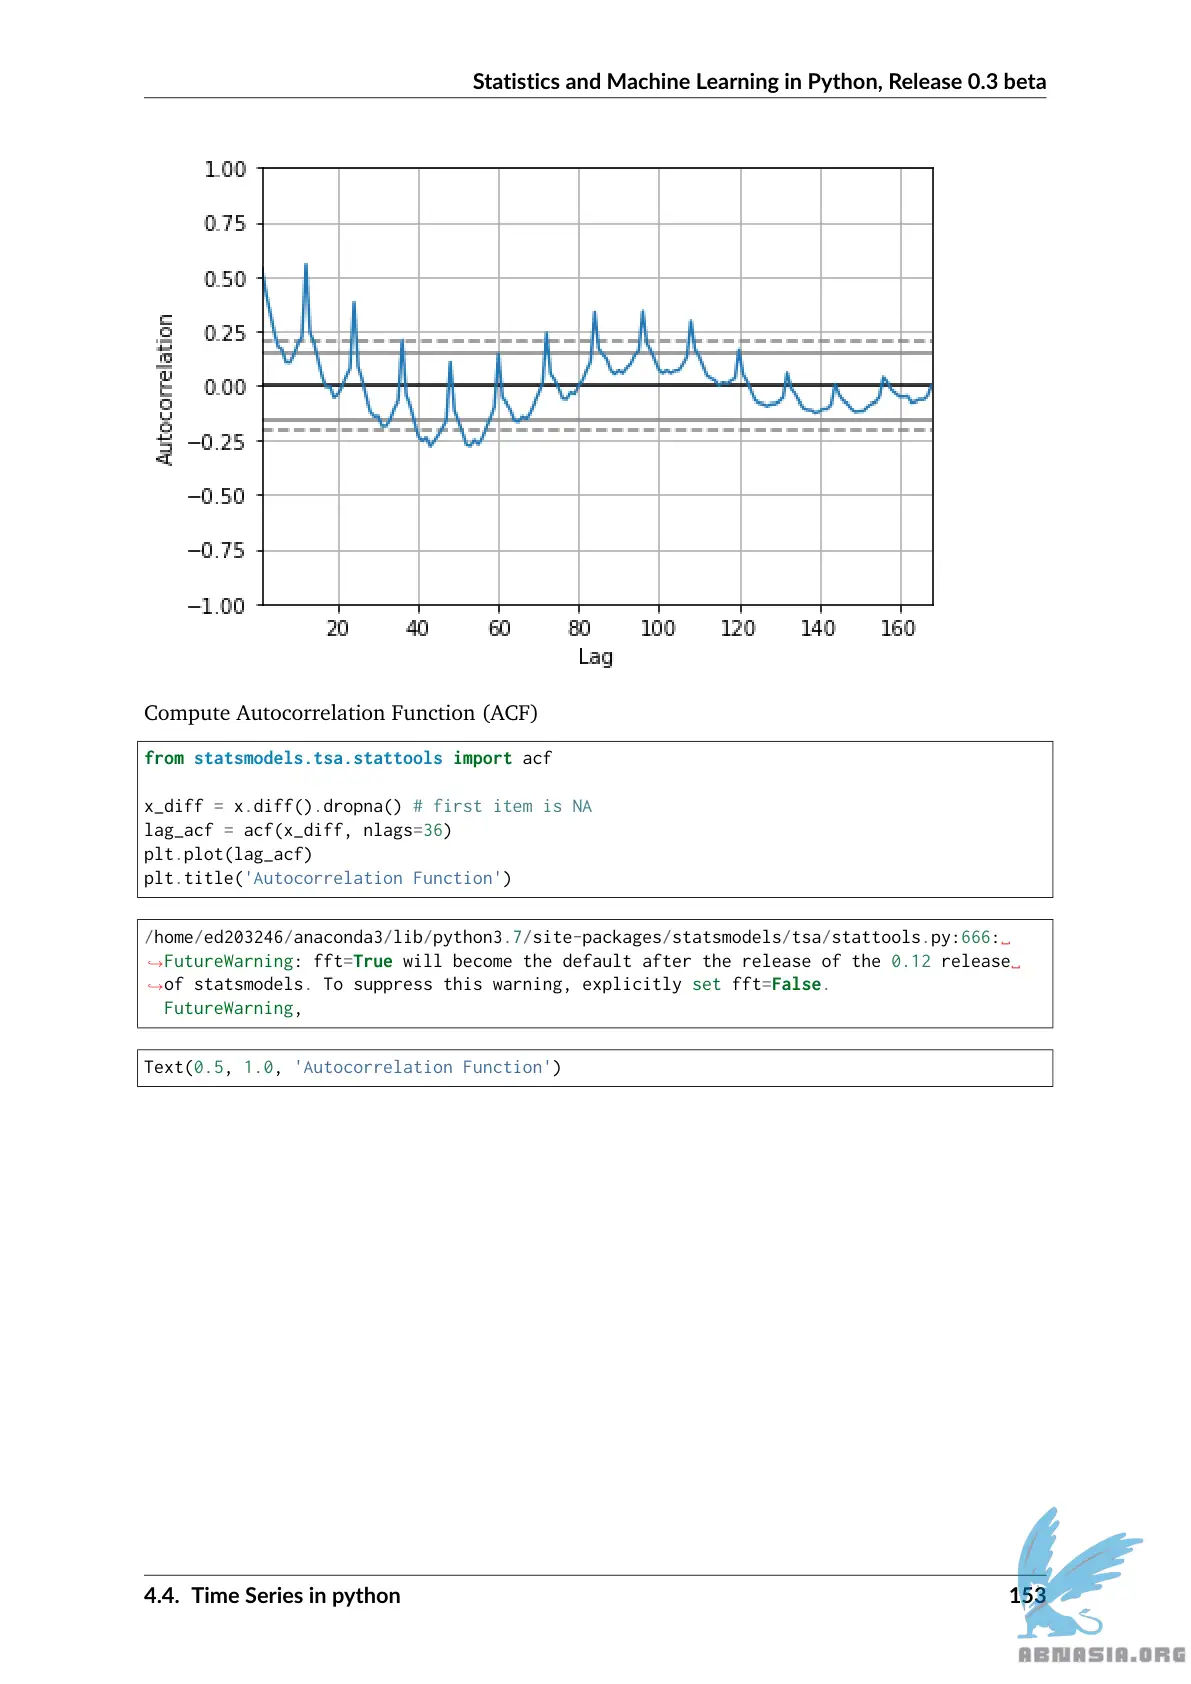 Statistics and Machine Learning in Python, Release 0.3 beta
1.00
0.75
0.50
0.25
0.00
−0.25
−0.50
−0.75
−1.00
Autocorrelation
20 40 60 80 100 120 140 160
Lag
Compute Autocorrelation Function (ACF)
from statsmodels.tsa.stattools import acf
x_diff = x.diff().dropna() # first item is NA
lag_acf = acf(x_diff, nlags=36)
plt.plot(lag_acf)
plt.title('Autocorrelation Function')
/home/ed203246/anaconda3/lib/python3.7/site-packages/statsmodels/tsa/stattools.py:666:␣
↪FutureWarning: fft=True will become the default after the release of the 0.12 release␣
↪of statsmodels. To suppress this warning, explicitly set fft=False.
FutureWarning,
Text(0.5, 1.0, 'Autocorrelation Function')
4.4. Time Series in python 153
ABNASIA.ORG